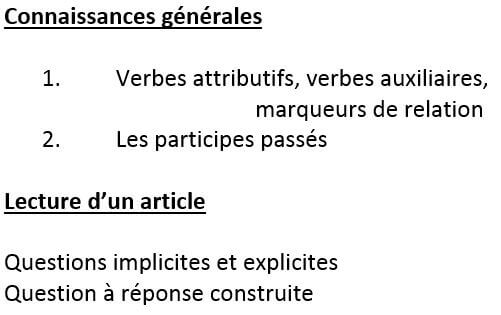 Connaissances générales
1. Verbes attributifs, verbes auxiliaires,
marqueurs de relation
2. Les participes passés
Lecture d’un article
Questions implicites et explicites
Question à réponse construite